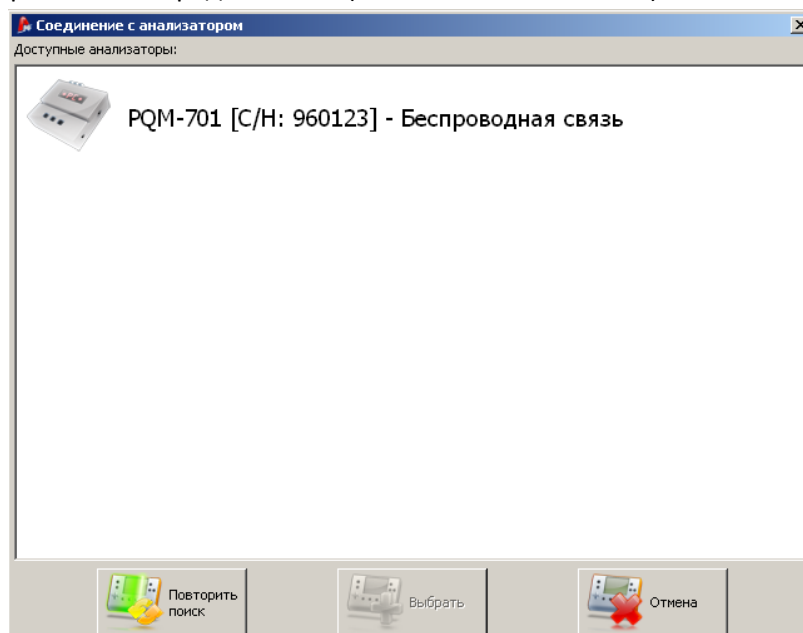 Соединение с анализатором
Доступные анализаторы:
PQM-701 [С/Н: 960123] - Беспроводная связь
Повторить
поиск
Выбрать
Отмена